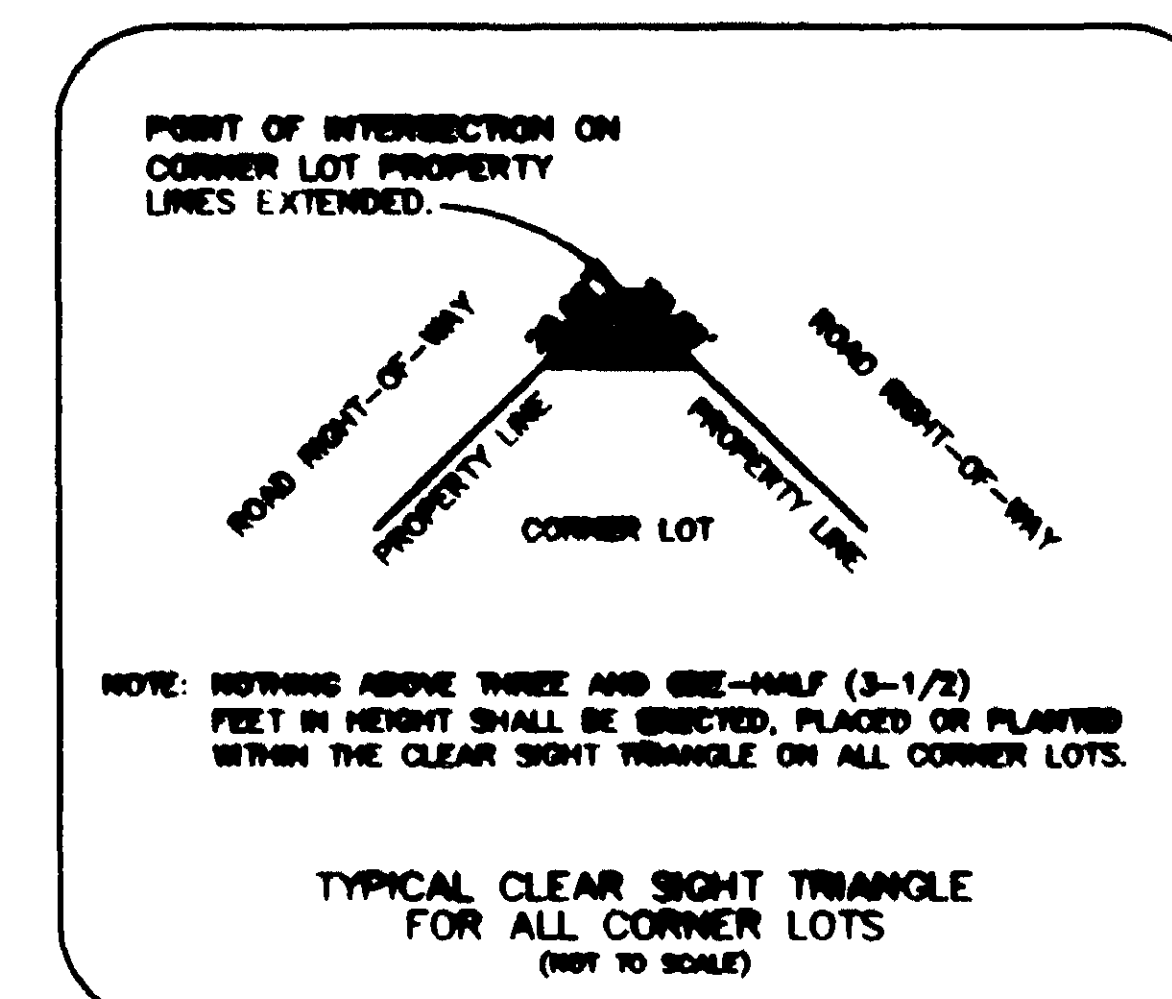 POINT OF INTERSECTION ON
CORNER LOT PROPERTY
LINES EXTENDED.
ROAD RIGHT-OF-WAY
ROAD RIGHT-OF-WAY
PROPERTY LINE
PROPERTY LINE
CORNER LOT
NOTE: NOTHING ABOVE THREE AND ONE-HALF (3-1/2)
FEET IN HEIGHT SHALL BE ERECTED, PLACED OR PLANTED
WITHIN THE CLEAR SIGHT TRIANGLE ON ALL CORNER LOTS.
TYPICAL CLEAR SIGHT TRIANGLE
FOR ALL CORNER LOTS
(NOT TO SCALE)